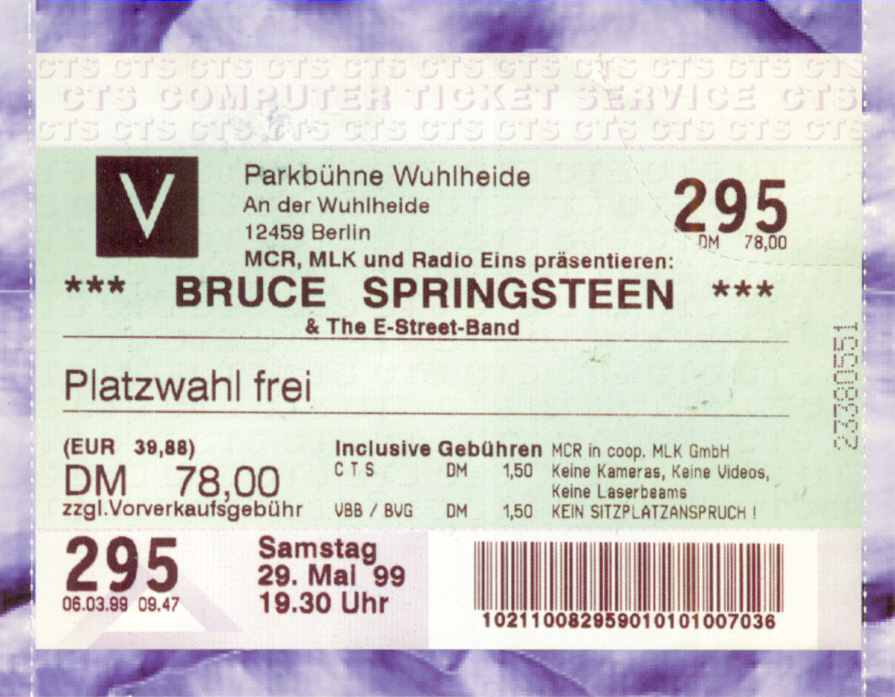 CTS CTS CTS CTS CTS CTS CTS CTS CTS CTS CTS
CTS COMPUTER TICKET SERVICE CTS
CTS CTS CTS CTS CTS CTS CTS CTS CTS CTS CTS
V
Parkbühne Wuhlheide
An der Wuhlheide
12459 Berlin
295
DM 78,00
MCR, MLK und Radio Eins präsentieren:
*** BRUCE SPRINGSTEEN ***
& The E-Street-Band
Platzwahl frei
23380551
(EUR 39,88)
DM 78,00
zzgl.Vorverkaufsgebühr
Inclusive Gebühren
CTS DM 1,50
VBB / BVG DM 1,50
MCR in coop. MLK GmbH
Keine Kameras, Keine Videos,
Keine Laserbeams
KEIN SITZPLATZANSPRUCH !
295
06.03.99 09.47
Samstag
29. Mai 99
19.30 Uhr
102110082959010101007036